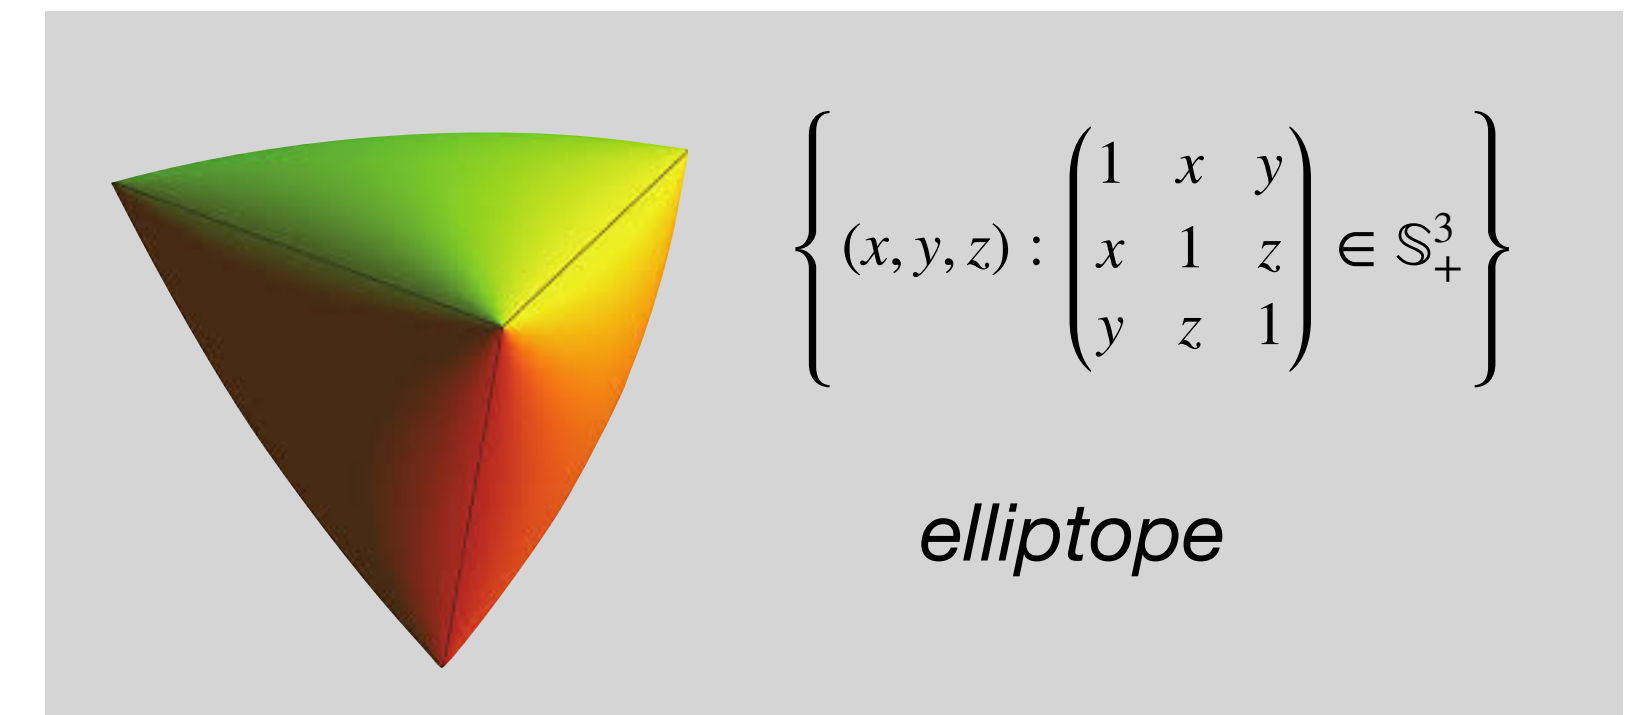 { (x, y, z) : ( 1 x y
x 1 z
y z 1 ) ∈ 𝕊³₊ }
elliptope